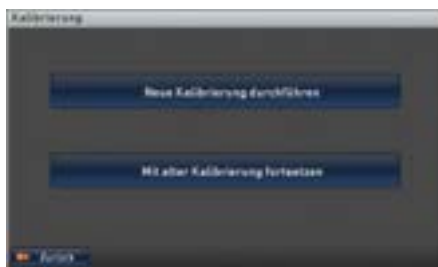 Kalibrierung
Neue Kalibrierung durchführen
Mit alter Kalibrierung fortsetzen
Zurück